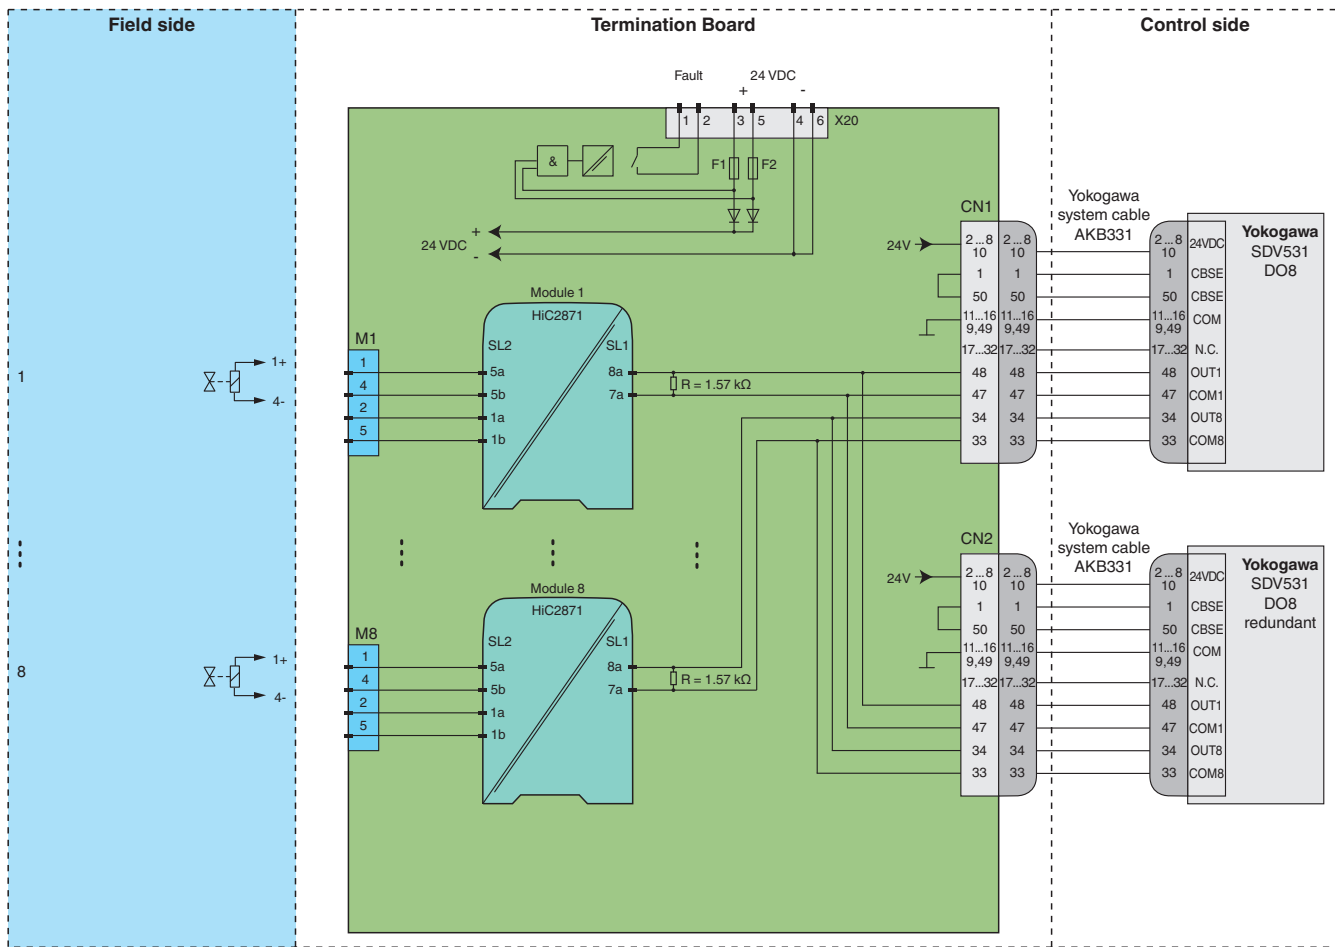 Field side
Termination Board
Control side
Fault
24 VDC
+
-
1
2
3
5
4
6
X20
&
F1
F2
+
24 VDC
-
CN1
24V
2...8
10
1
50
11...16
9,49
17...32
48
47
34
33
2...8
10
1
50
11...16
9,49
17...32
48
47
34
33
Yokogawa
system cable
AKB331
2...8
10
1
50
11...16
9,49
17...32
48
47
34
33
24VDC
CBSE
CBSE
COM
N.C.
OUT1
COM1
OUT8
COM8
Yokogawa
SDV531
DO8
1
1+
4-
M1
1
4
2
5
Module 1
HiC2871
SL2
SL1
5a
5b
1a
1b
8a
7a
R = 1.57 kΩ
8
1+
4-
M8
1
4
2
5
Module 8
HiC2871
SL2
SL1
5a
5b
1a
1b
8a
7a
R = 1.57 kΩ
CN2
24V
2...8
10
1
50
11...16
9,49
17...32
48
47
34
33
2...8
10
1
50
11...16
9,49
17...32
48
47
34
33
Yokogawa
system cable
AKB331
2...8
10
1
50
11...16
9,49
17...32
48
47
34
33
24VDC
CBSE
CBSE
COM
N.C.
OUT1
COM1
OUT8
COM8
Yokogawa
SDV531
DO8
redundant